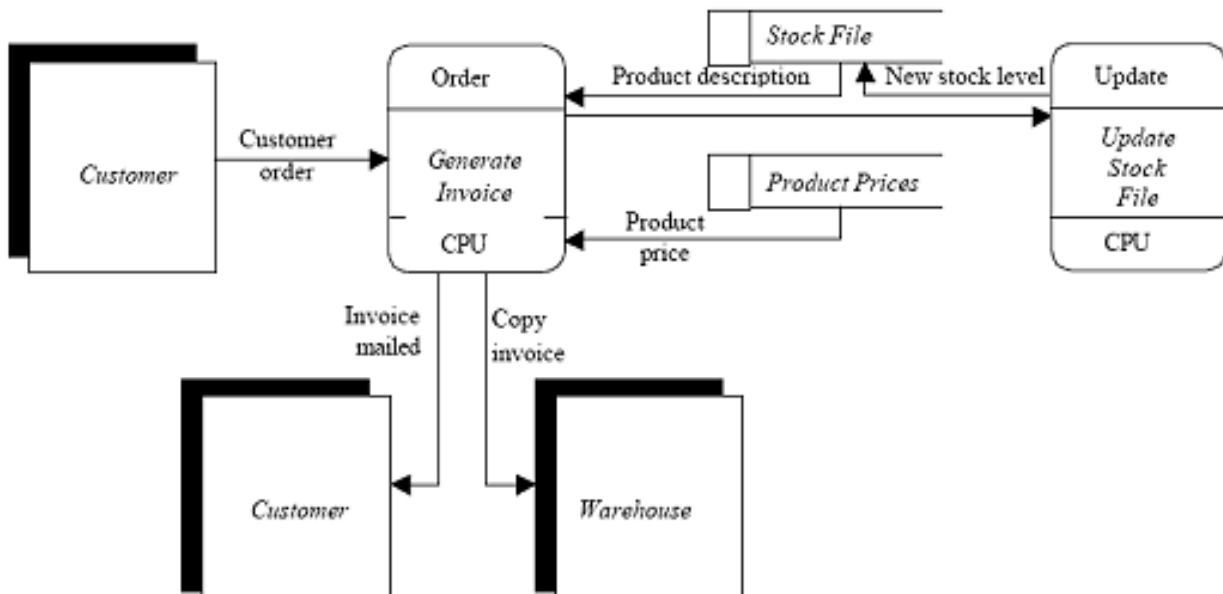 Stock File
Order
Product description
New stock level
Update
Customer
order
Customer
Generate
Invoice
Product Prices
Update
Stock
File
Product
price
CPU
CPU
Invoice
mailed
Copy
invoice
Customer
Warehouse